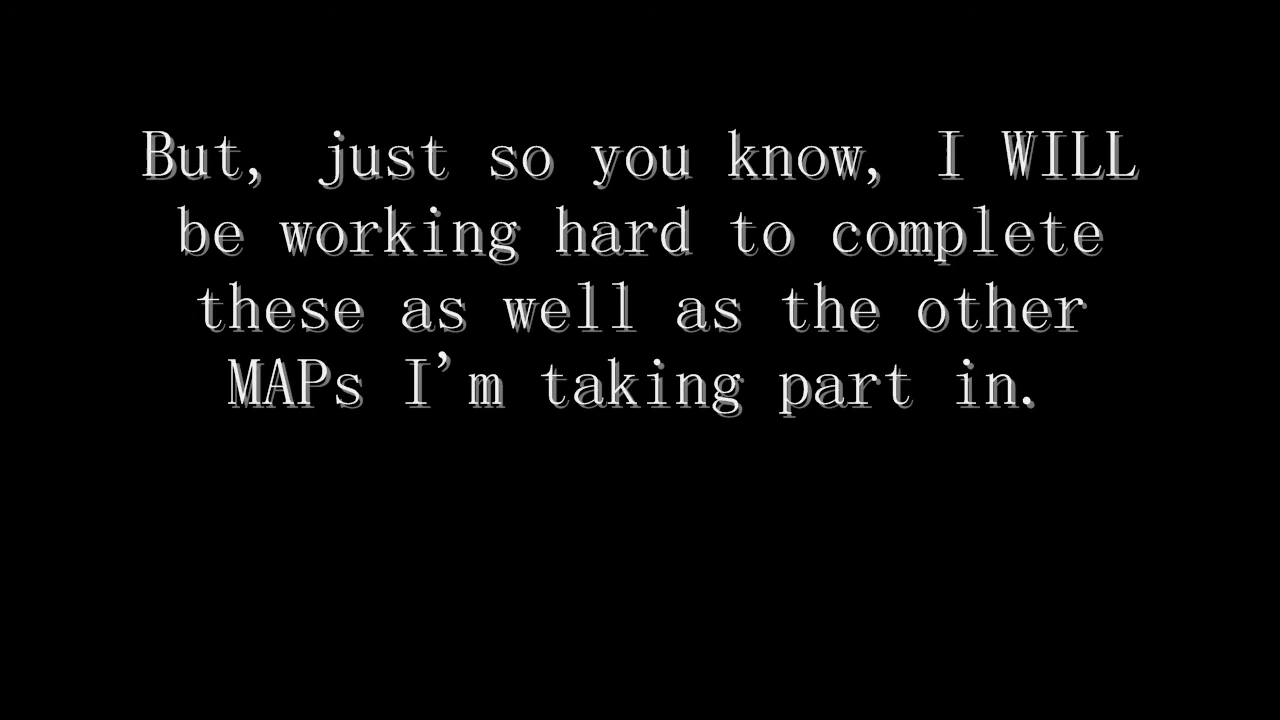 But, just so you know, I WILL
be working hard to complete
these as well as the other
MAPs I'm taking part in.